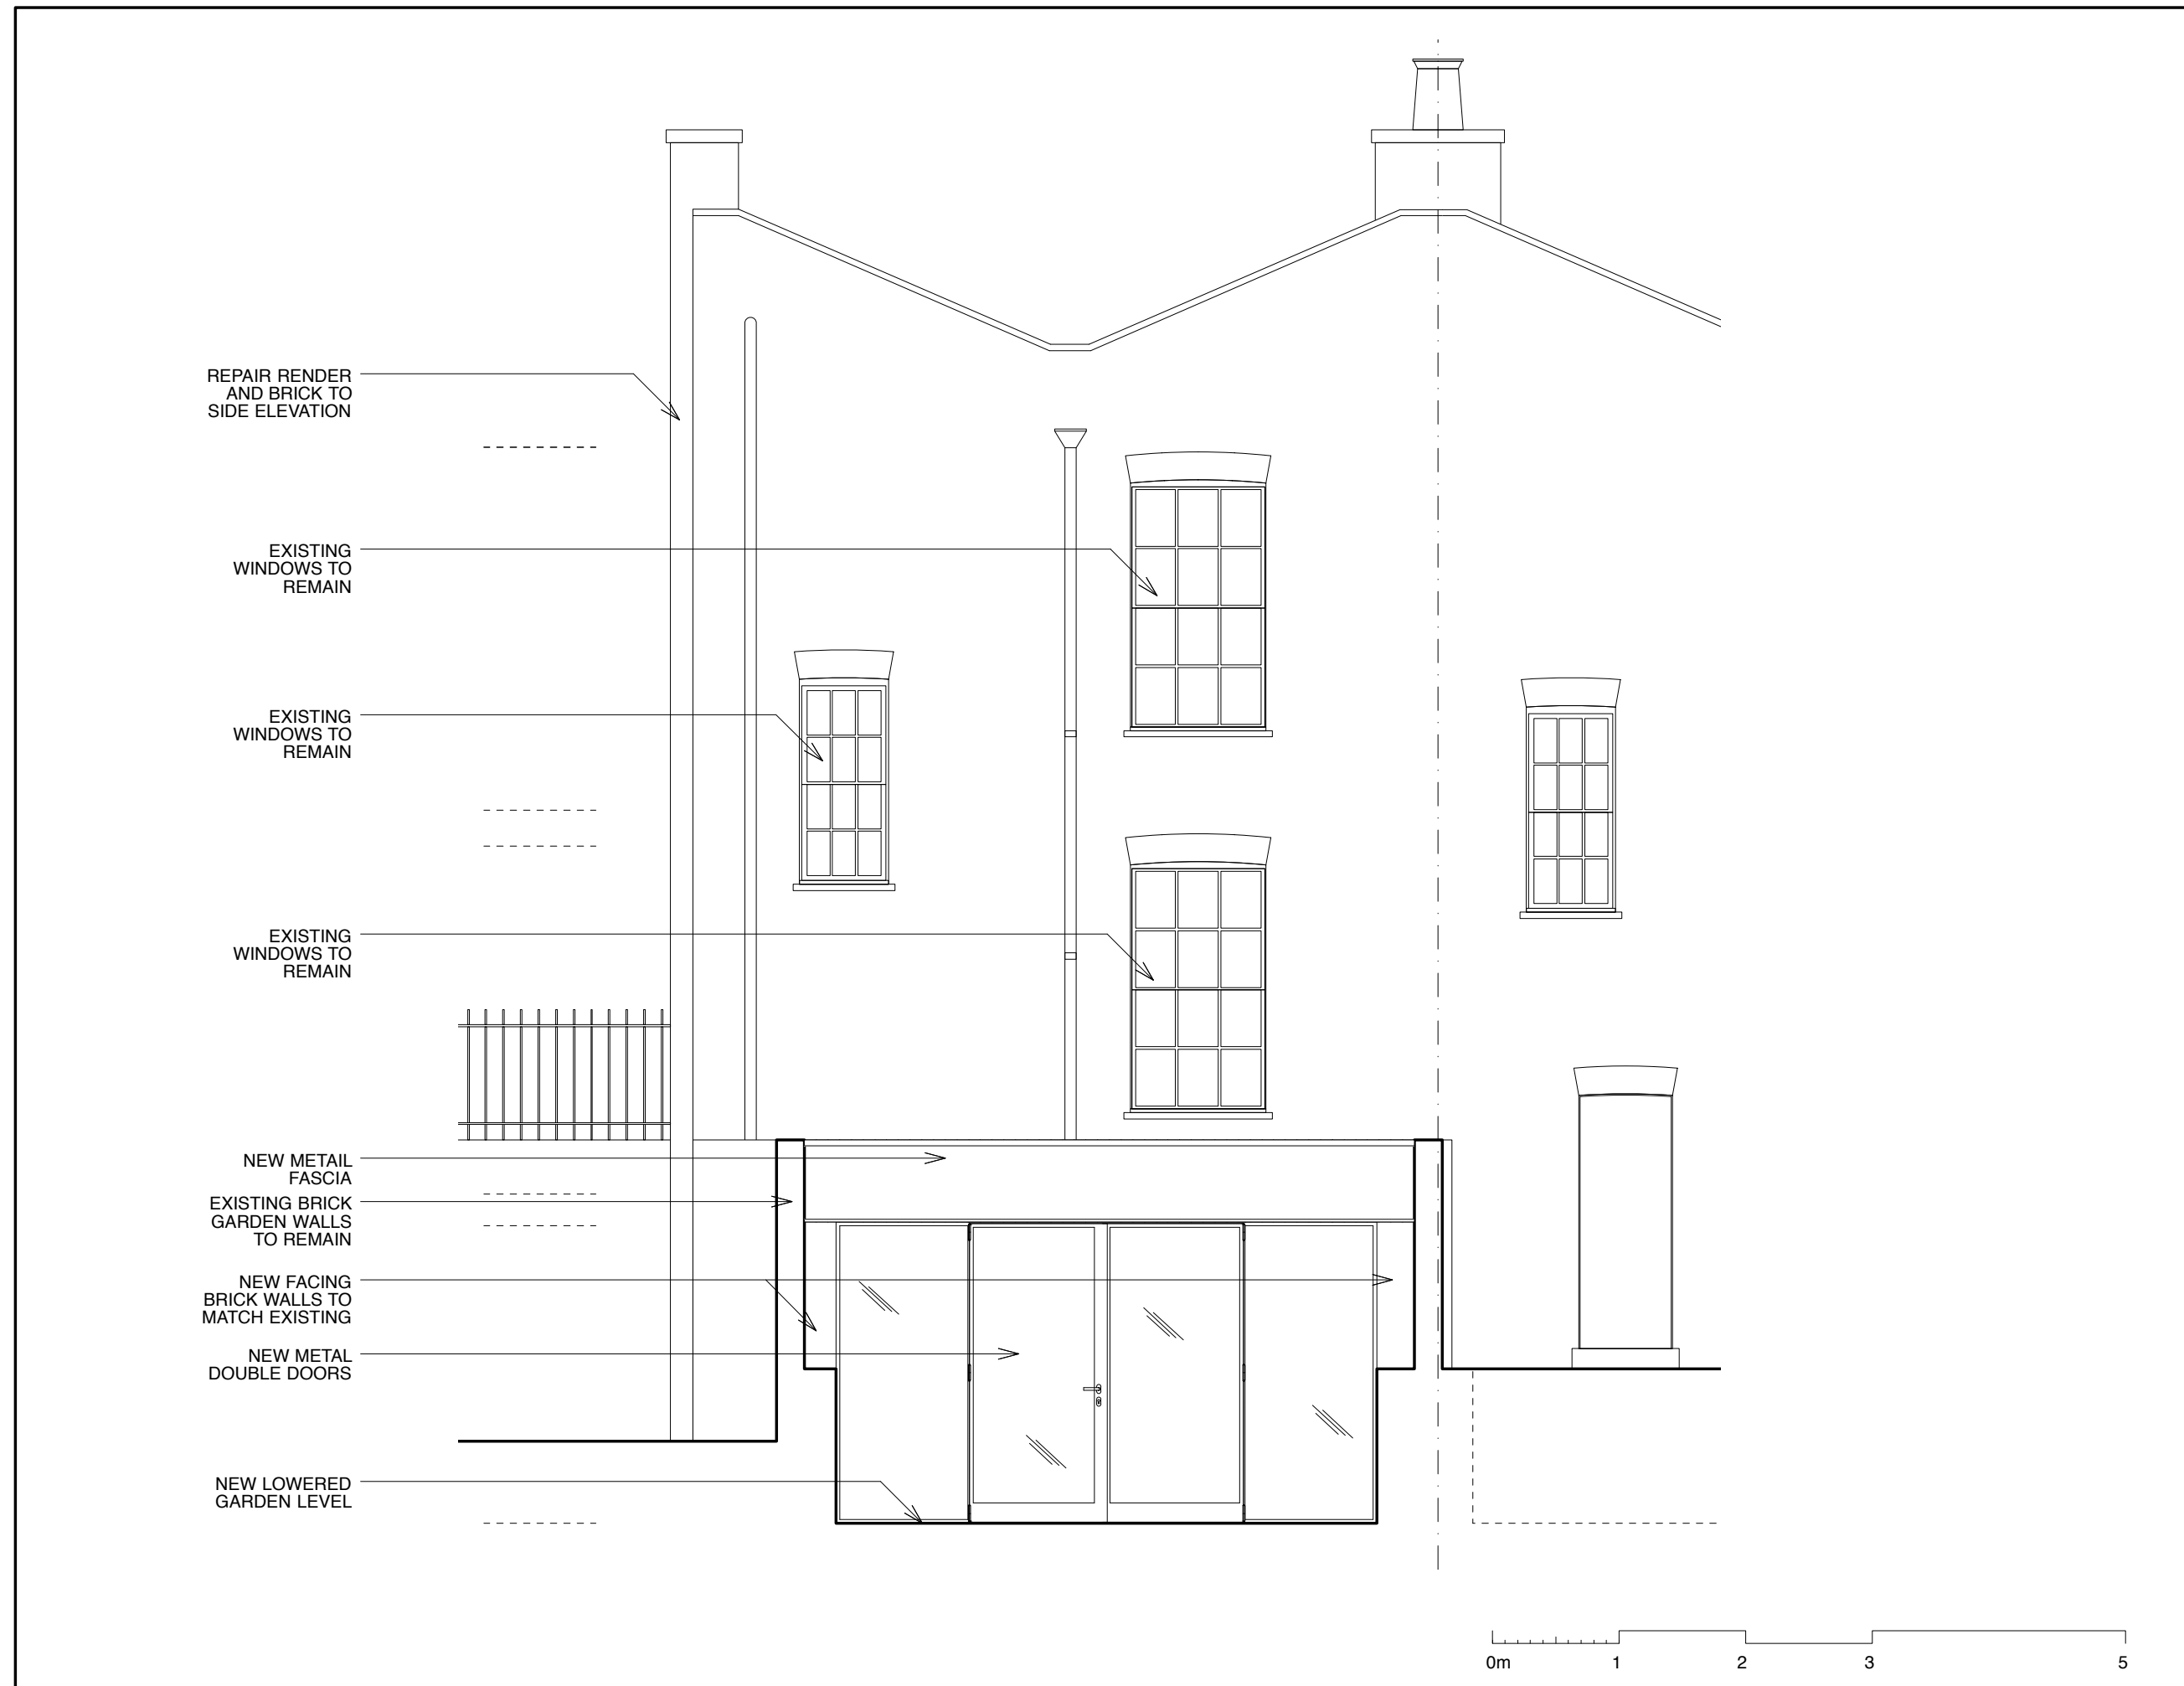 REPAIR RENDER
AND BRICK TO
SIDE ELEVATION
EXISTING
WINDOWS TO
REMAIN
EXISTING
WINDOWS TO
REMAIN
EXISTING
WINDOWS TO
REMAIN
NEW METAIL
FASCIA
EXISTING BRICK
GARDEN WALLS
TO REMAIN
NEW FACING
BRICK WALLS TO
MATCH EXISTING
NEW METAL
DOUBLE DOORS
NEW LOWERED
GARDEN LEVEL
0m 1 2 3 5